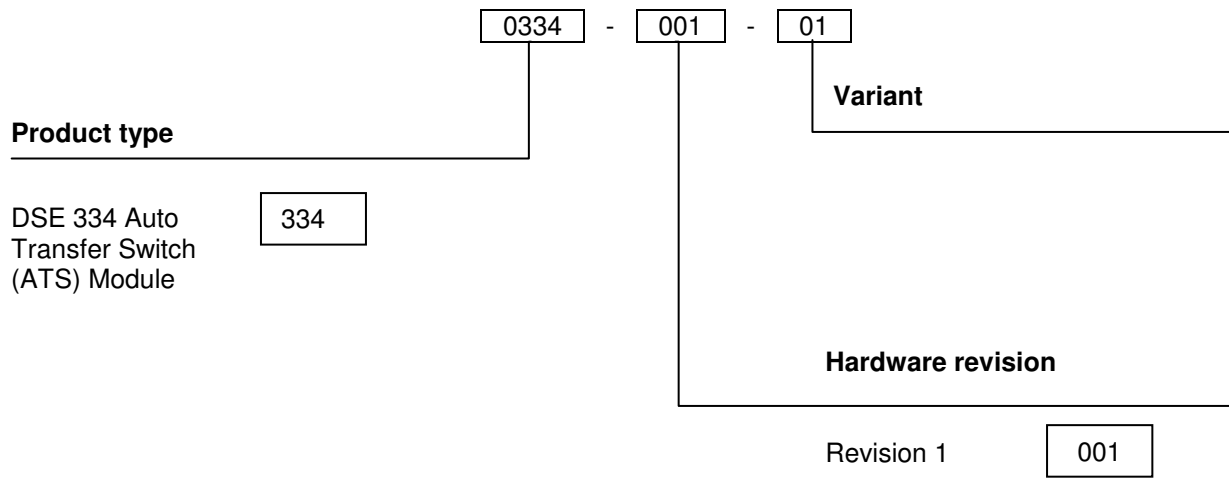 0334 - 001 - 01
Variant
Product type
DSE 334 Auto
Transfer Switch
(ATS) Module
334
Hardware revision
Revision 1
001